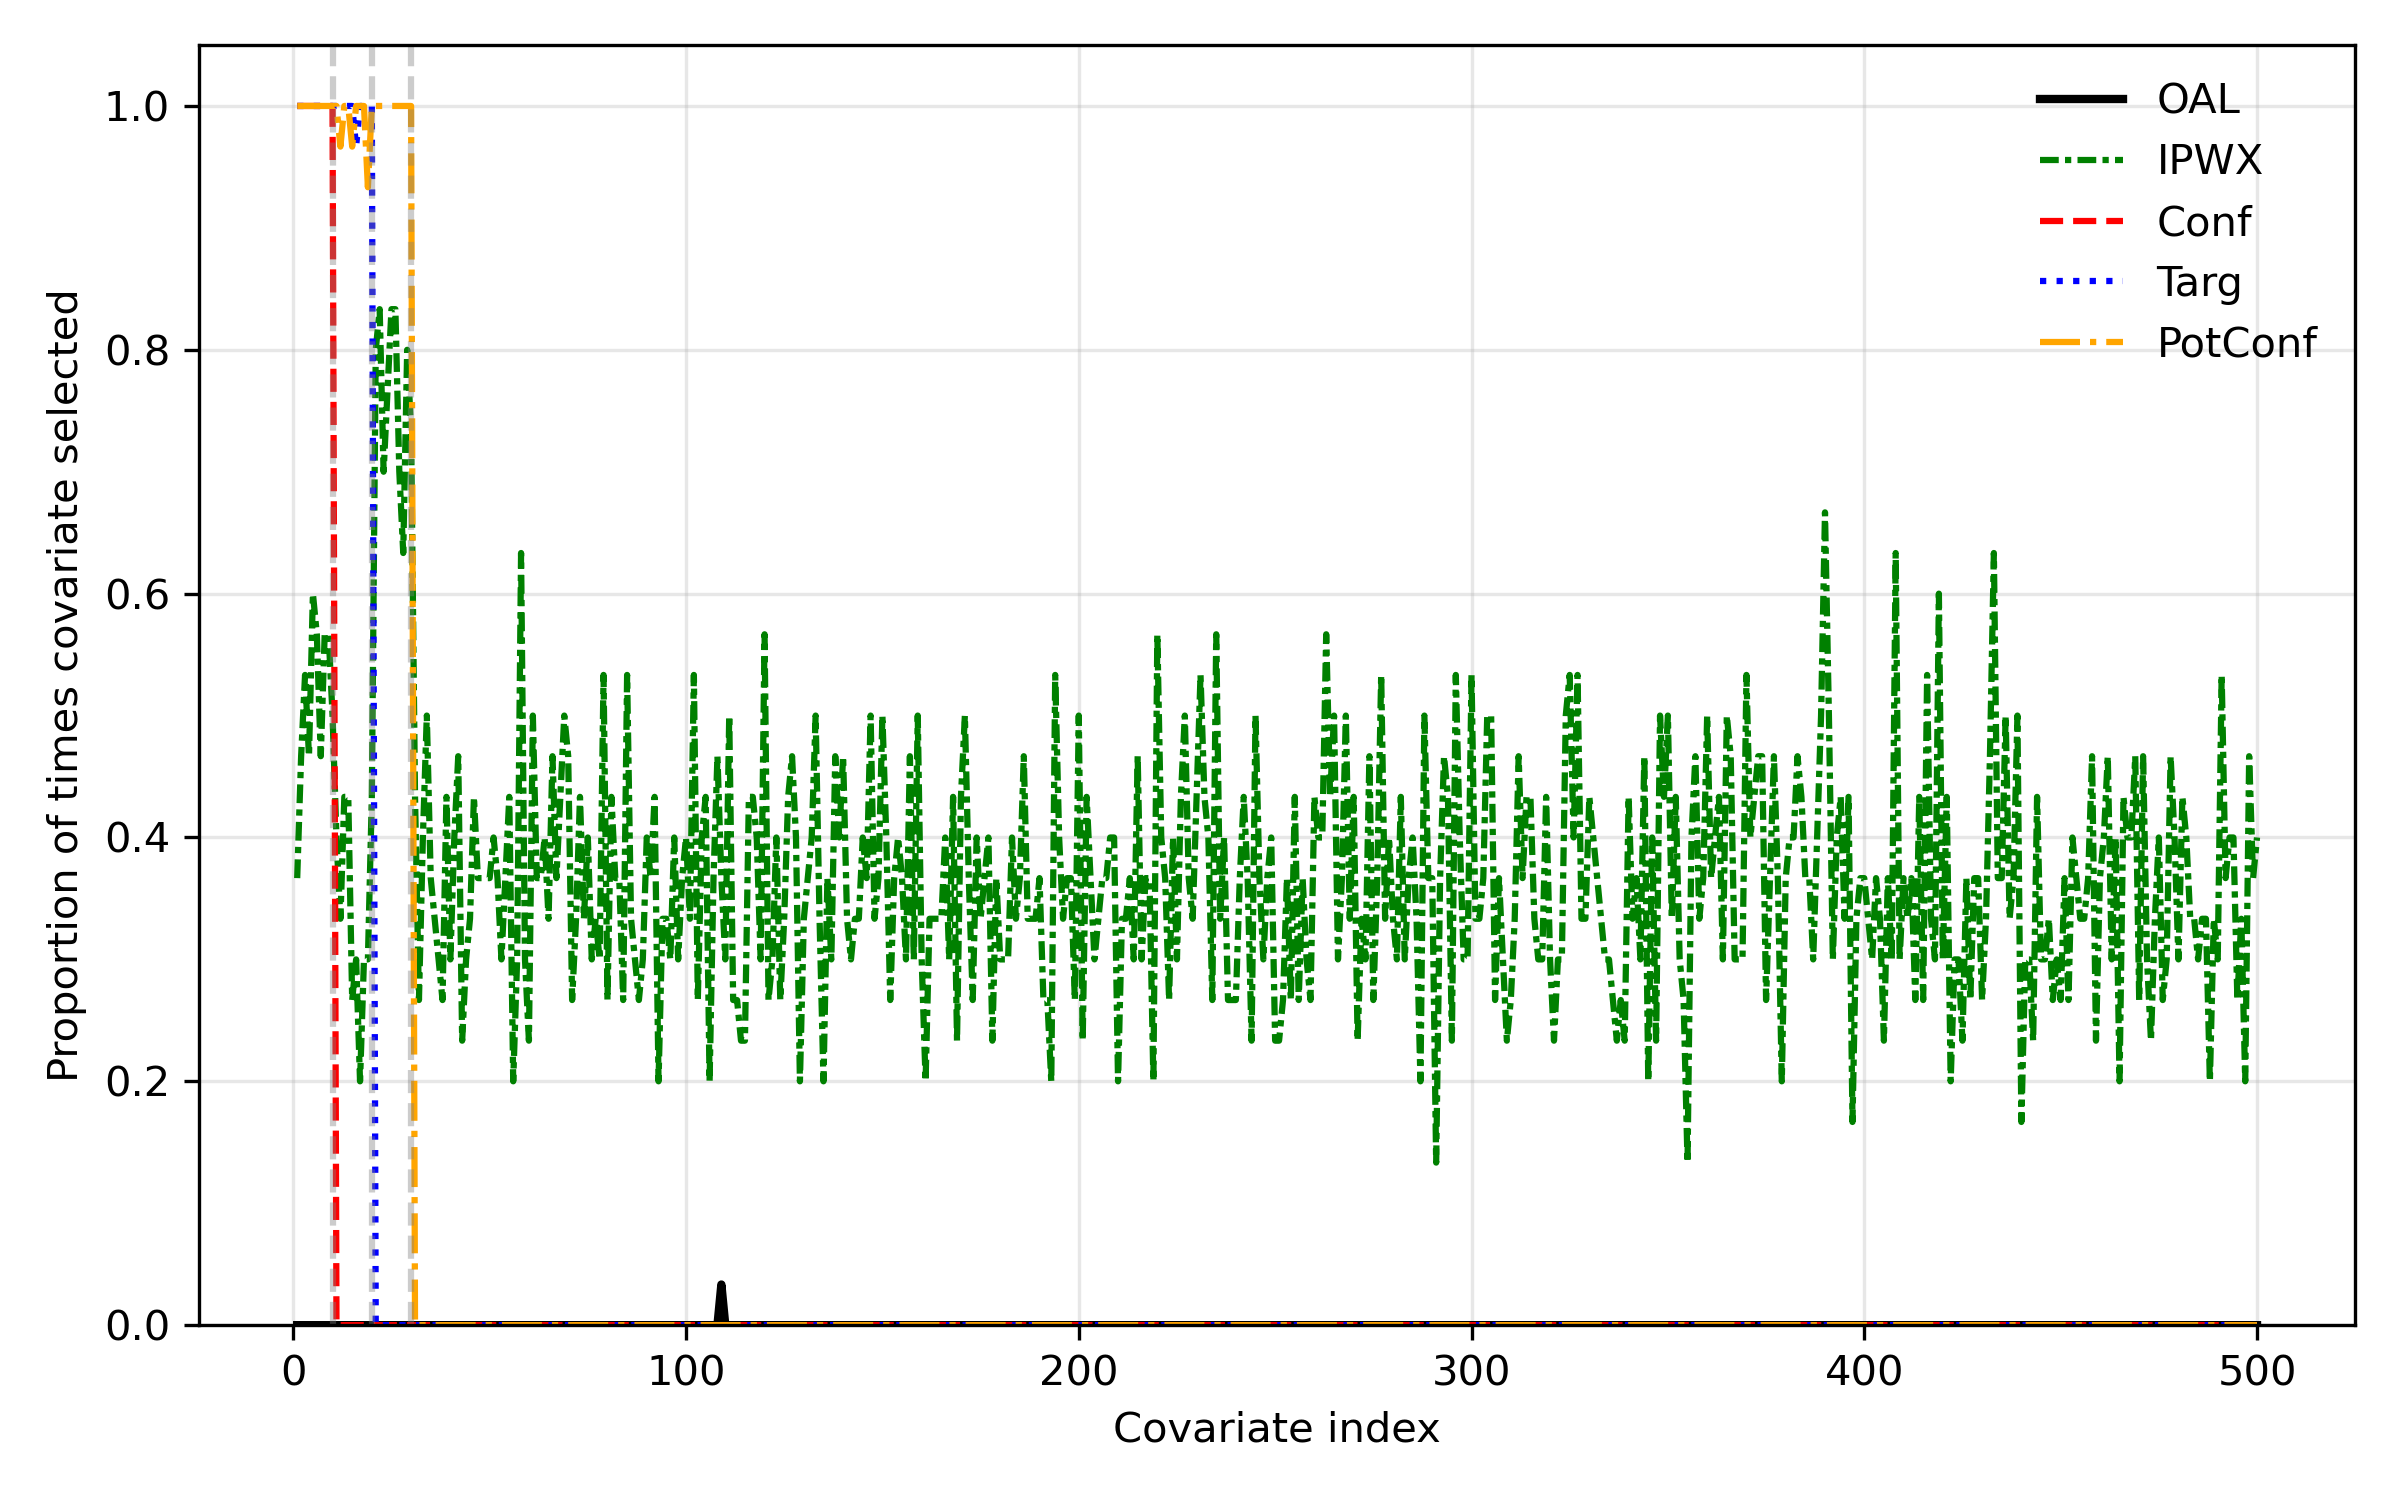 Proportion of times covariate selected
1.0
0.8
0.6
0.4
0.2
0.0
OAL
IPWX
Conf
Targ
PotConf
0 100 200 300 400 500
Covariate index